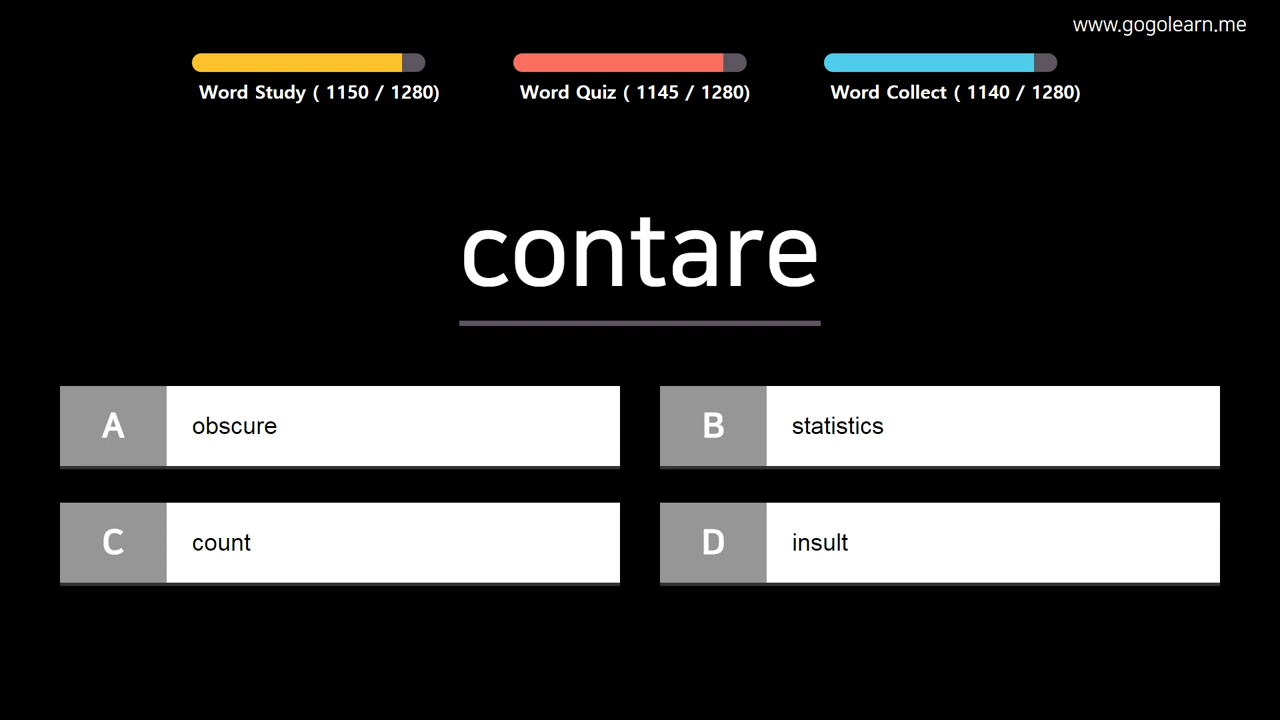 www.gogolearn.me
Word Study ( 1150 / 1280)
Word Quiz ( 1145 / 1280)
Word Collect ( 1140 / 1280)
contare
A obscure
B statistics
C count
D insult